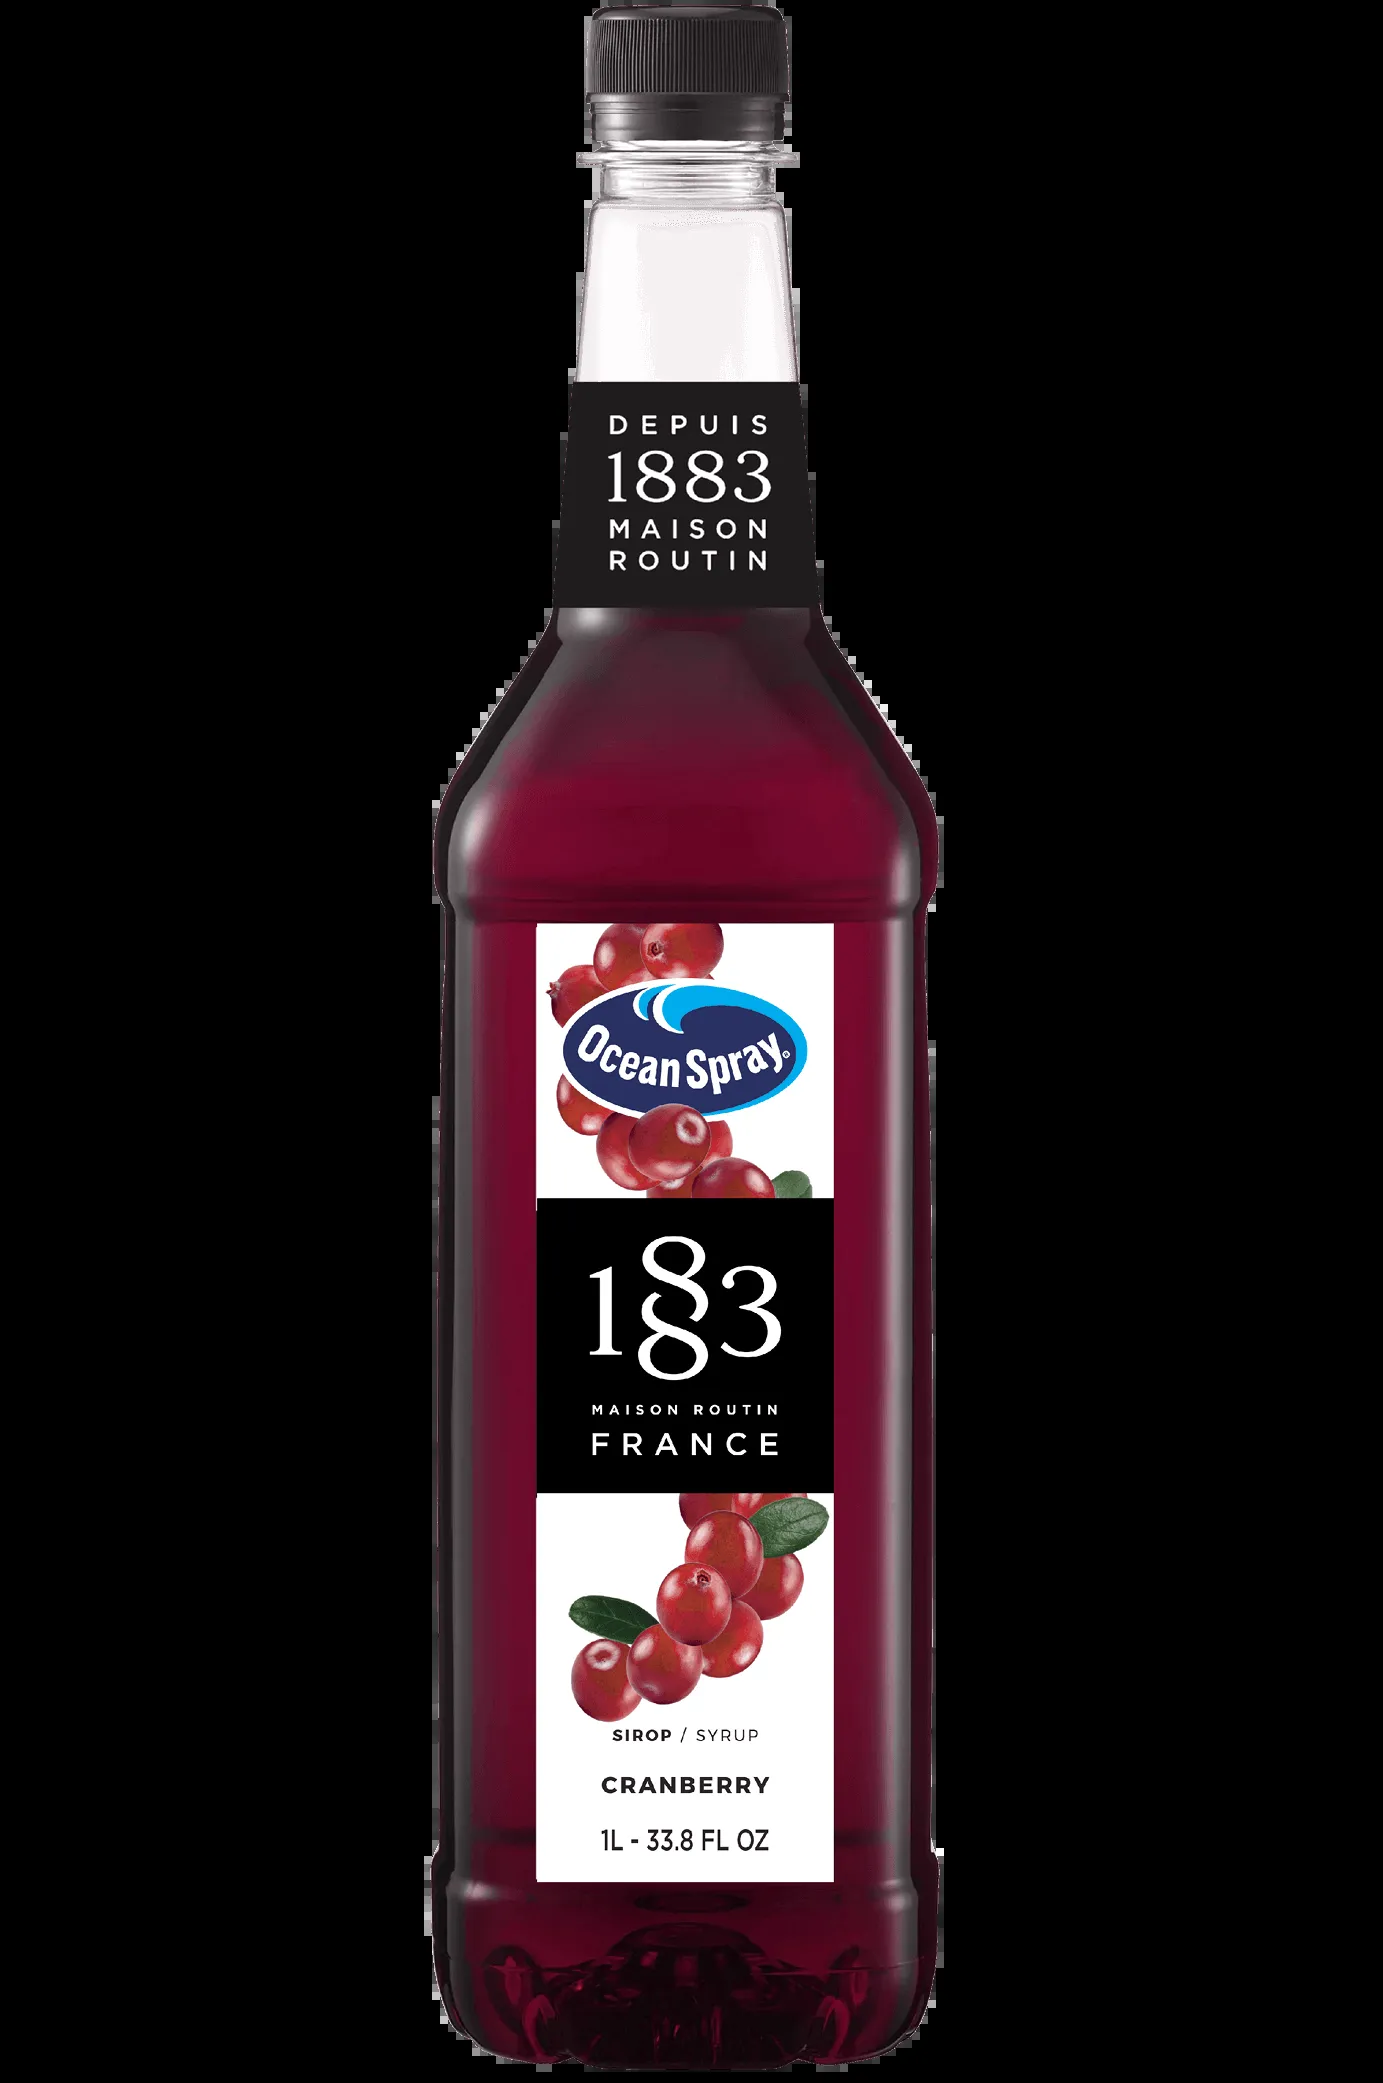 DEPUIS
1883
MAISON
ROUTIN
Ocean Spray®
1883
MAISON ROUTIN
FRANCE
SIROP / SYRUP
CRANBERRY
1L - 33.8 FL OZ